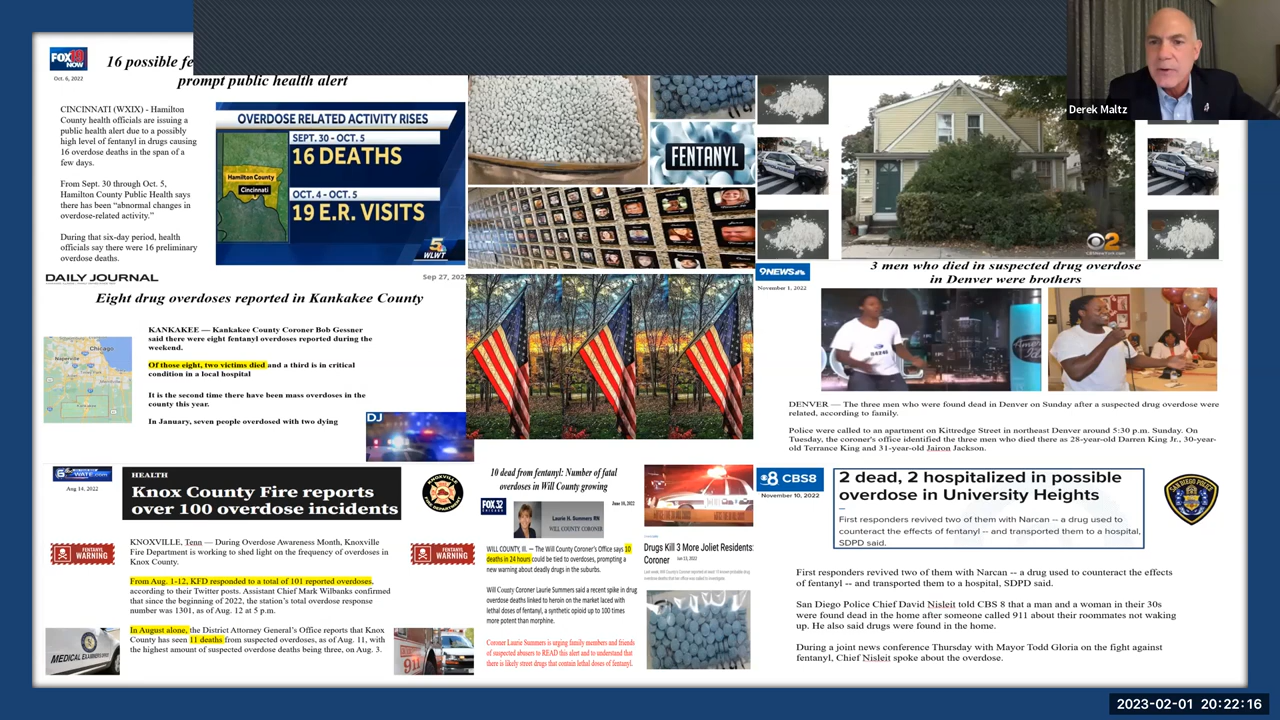 FOX19
NOW
Oct. 6, 2022
16 possible fe
prompt public health alert
CINCINNATI (WXIX) - Hamilton
County health officials are issuing a
public health alert due to a possibly
high level of fentanyl in drugs causing
16 overdose deaths in the span of a
few days.
From Sept. 30 through Oct. 5,
Hamilton County Public Health says
there has been "abnormal changes in
overdose-related activity."
During that six-day period, health
officials say there were 16 preliminary
overdose deaths.
OVERDOSE RELATED ACTIVITY RISES
SEPT. 30 - OCT. 5
16 DEATHS
OCT. 4 - OCT. 5
19 E.R. VISITS
Hamilton County
Cincinnati
5
WLWT
FENTANYL
Derek Maltz
CBS 2
DAILY JOURNAL
Sep 27, 202
Eight drug overdoses reported in Kankakee County
KANKAKEE — Kankakee County Coroner Bob Gessner
said there were eight fentanyl overdoses reported during the
weekend.
Of those eight, two victims died and a third is in critical
condition in a local hospital
It is the second time there have been mass overdoses in the
county this year.
In January, seven people overdosed with two dying
Chicago
Naperville
DJ
9NEWS
November 1, 2022
3 men who died in suspected drug overdose
in Denver were brothers
DENVER — The three men who were found dead in Denver on Sunday after a suspected drug overdose were
related, according to family.
Police were called to an apartment on Kittredge Street in northeast Denver around 5:30 p.m. Sunday. On
Tuesday, the coroner's office identified the three men who died there as 28-year-old Darren King Jr., 30-year-
old Terrance King and 31-year-old Jairon Jackson.
WATE.com
Aug 14, 2022
HEALTH
Knox County Fire reports
over 100 overdose incidents
FENTANYL
WARNING
FENTANYL
WARNING
KNOXVILLE, Tenn — During Overdose Awareness Month, Knoxville
Fire Department is working to shed light on the frequency of overdoses in
Knox County.
From Aug. 1-12, KFD responded to a total of 101 reported overdoses,
according to their Twitter posts. Assistant Chief Mark Wilbanks confirmed
that since the beginning of 2022, the station's total overdose response
number was 1301, as of Aug. 12 at 5 p.m.
In August alone, the District Attorney General's Office reports that Knox
County has seen 11 deaths from suspected overdoses, as of Aug. 11, with
the highest amount of suspected overdose deaths being three, on Aug. 3.
MEDICAL EXAMINER
911
10 dead from fentanyl: Number of fatal
overdoses in Will County growing
FOX 32
CHICAGO
June 16, 2022
Laurie H. Summers RN
WILL COUNTY CORONER
WILL COUNTY, Ill. — The Will County Coroner's Office says 10
deaths in 24 hours could be tied to overdoses, prompting a
new warning about deadly drugs in the suburbs.
Will County Coroner Laurie Summers said a recent spike in drug
overdose deaths linked to heroin on the market laced with
lethal doses of fentanyl, a synthetic opioid up to 100 times
more potent than morphine.
Coroner Laurie Summers is urging family members and friends
of suspected abusers to READ this alert and to understand that
there is likely street drugs that contain lethal doses of fentanyl.
Drugs Kill 3 More Joliet Residents:
Coroner
CBS8
November 10, 2022
2 dead, 2 hospitalized in possible
overdose in University Heights
First responders revived two of them with Narcan -- a drug used to
counteract the effects of fentanyl -- and transported them to a hospital,
SDPD said.
SAN DIEGO POLICE
First responders revived two of them with Narcan -- a drug used to counteract the effects
of fentanyl -- and transported them to a hospital, SDPD said.
San Diego Police Chief David Nisleit told CBS 8 that a man and a woman in their 30s
were found dead in the home after someone called 911 about their roommates not waking
up. He also said drugs were found in the home.
During a joint news conference Thursday with Mayor Todd Gloria on the fight against
fentanyl, Chief Nisleit spoke about the overdose.
2023-02-01 20:22:16